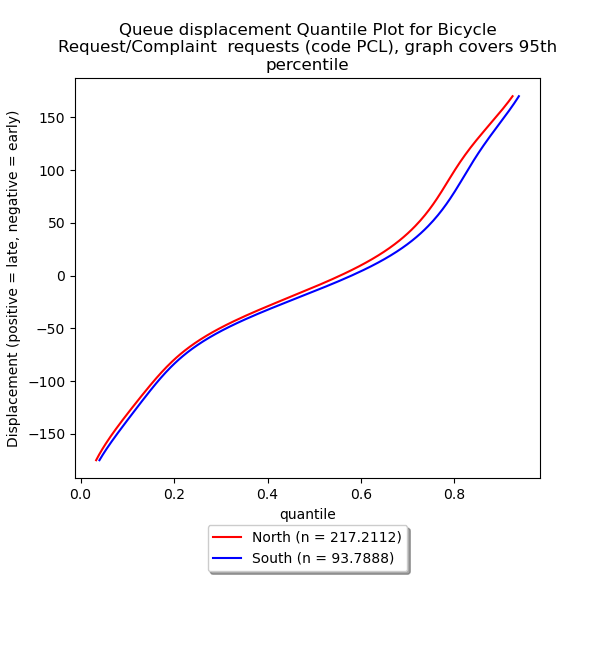 Queue displacement Quantile Plot for Bicycle
Request/Complaint  requests (code PCL), graph covers 95th
percentile
Displacement (positive = late, negative = early)
150
100
50
0
−50
−100
−150
0.0 0.2 0.4 0.6 0.8
quantile
North (n = 217.2112)
South (n = 93.7888)